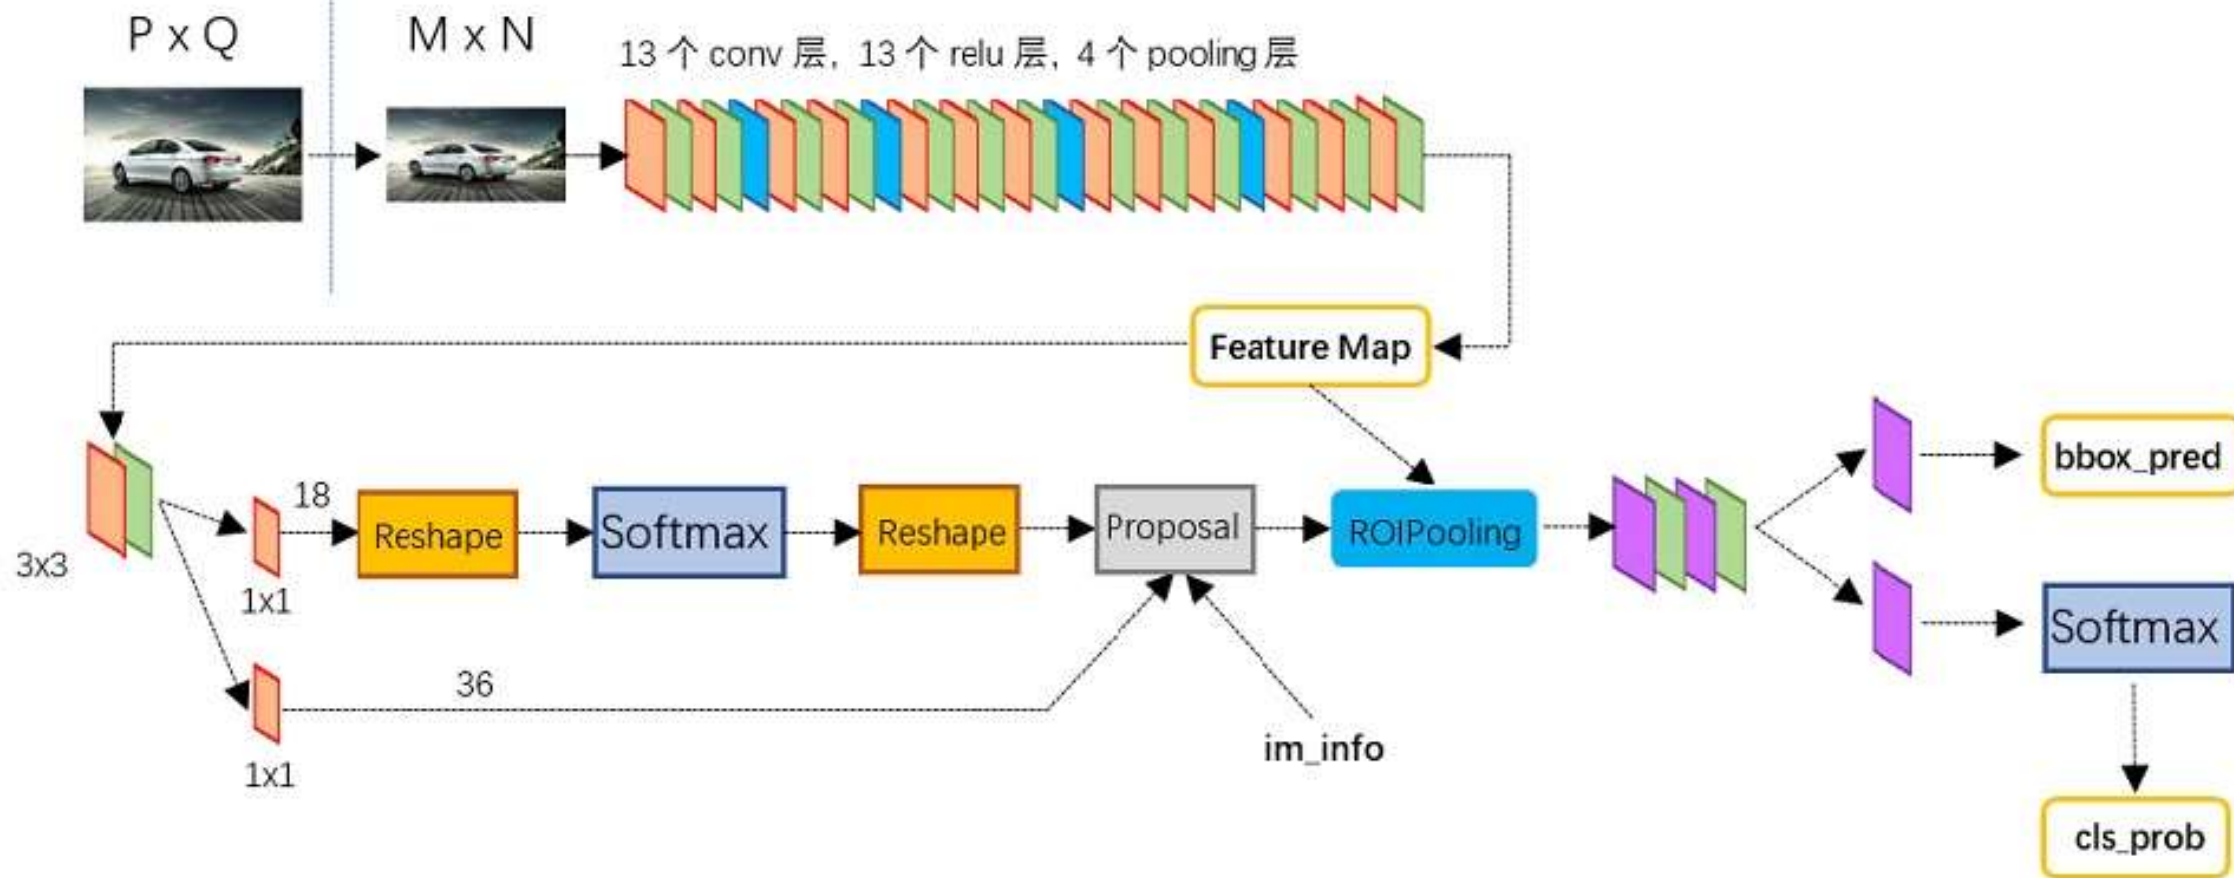 P x Q
M x N
13 个 conv 层, 13 个 relu 层, 4 个 pooling 层
Feature Map
3x3
1x1
18
Reshape
Softmax
Reshape
Proposal
ROIPooling
bbox_pred
Softmax
36
1x1
im_info
cls_prob